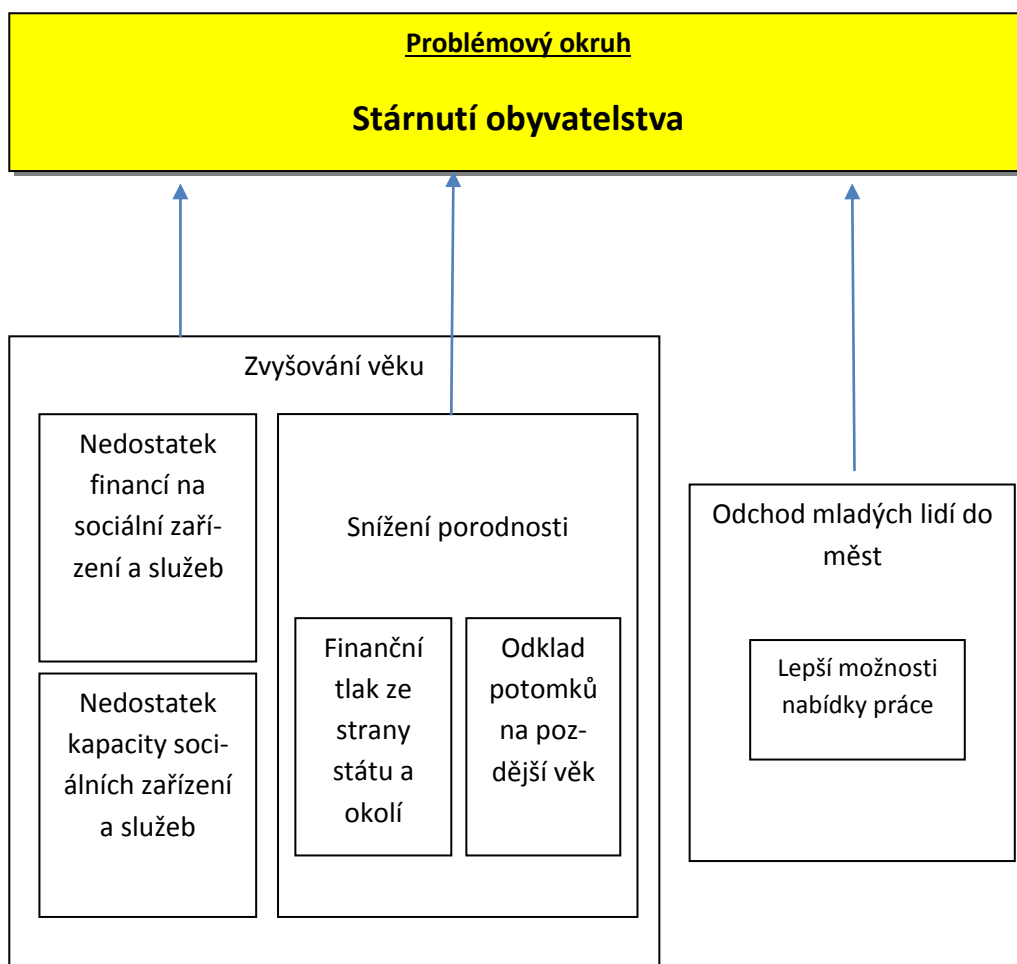 Problémový okruh
Stárnutí obyvatelstva
Zvyšování věku
Nedostatek
financí na
sociální zaří-
zení a služeb
Nedostatek
kapacity soci-
álních zařízení
a služeb
Snížení porodnosti
Finanční
tlak ze
strany
státu a
okolí
Odklad
potomků
na poz-
dější věk
Odchod mladých lidí do
měst
Lepší možnosti
nabídky práce